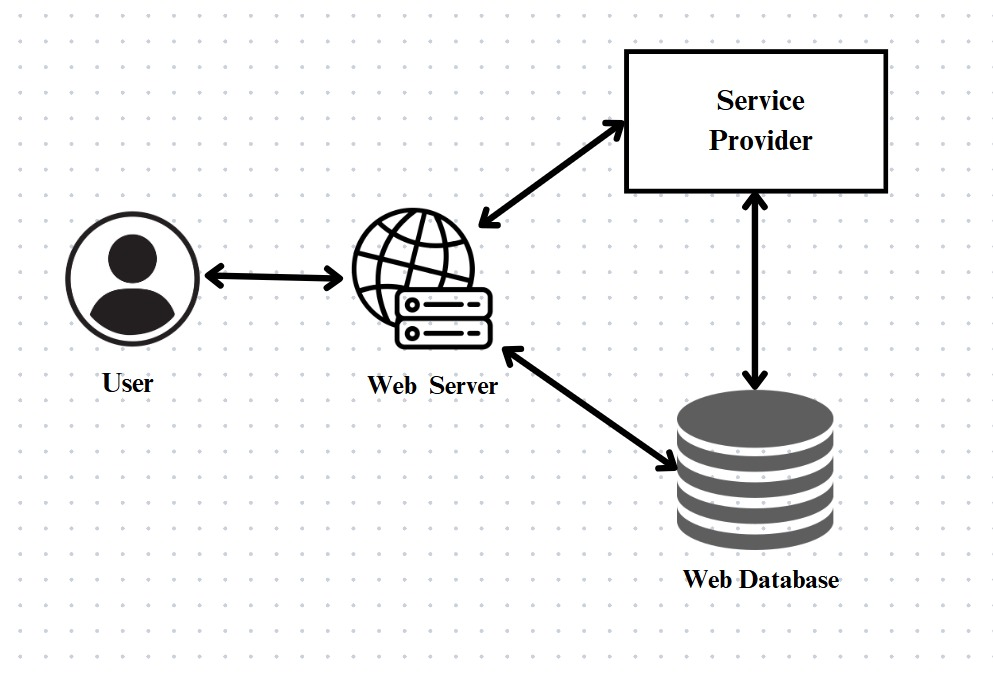 Service
Provider
User
Web Server
Web Database